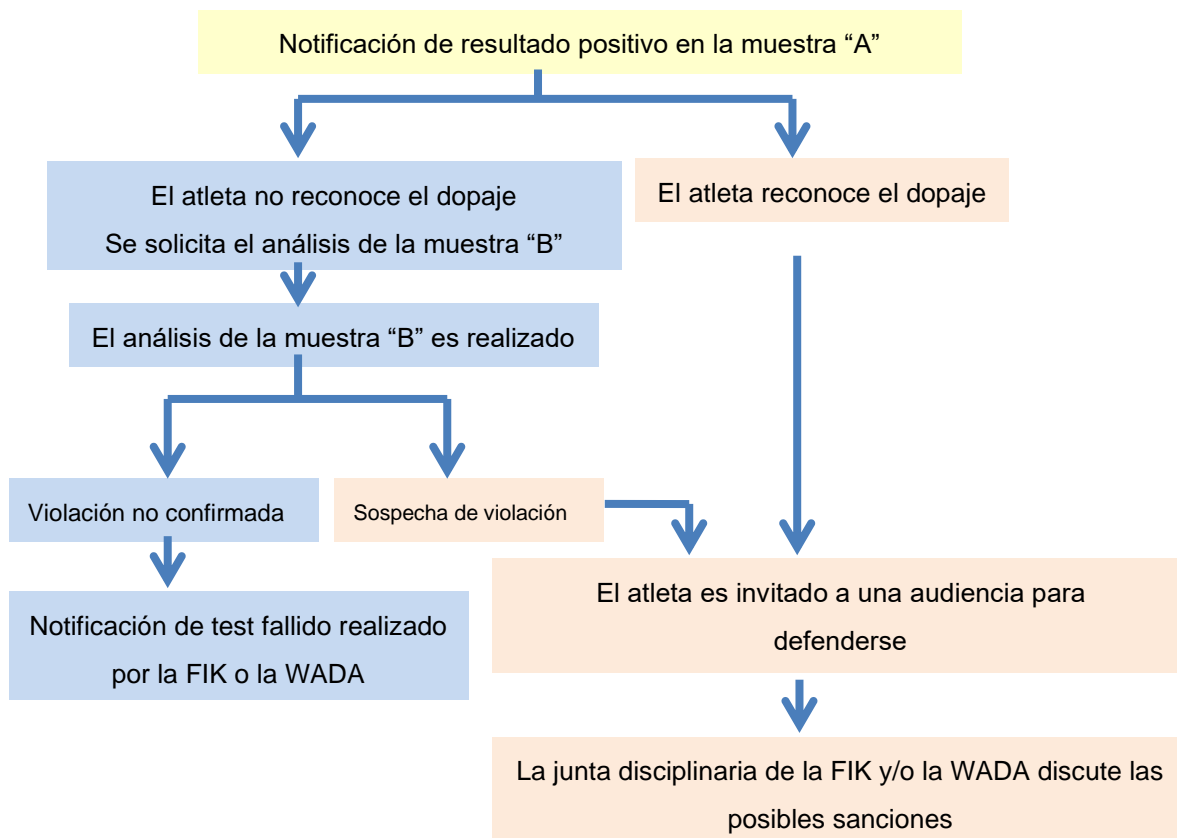 Notificación de resultado positivo en la muestra “A”
El atleta no reconoce el dopaje
Se solicita el análisis de la muestra “B”
El atleta reconoce el dopaje
El análisis de la muestra “B” es realizado
Violación no confirmada
Sospecha de violación
Notificación de test fallido realizado
por la FIK o la WADA
El atleta es invitado a una audiencia para
defenderse
La junta disciplinaria de la FIK y/o la WADA discute las
posibles sanciones